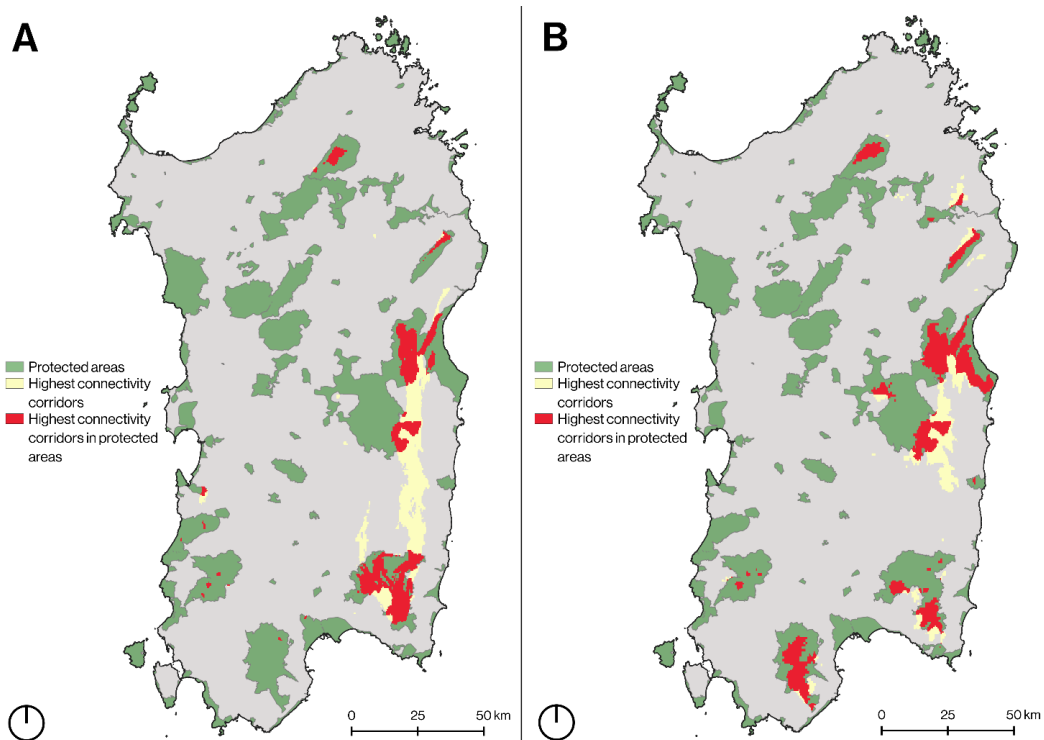 A
Protected areas
Highest connectivity
corridors
Highest connectivity
corridors in protected
areas
0 25 50 km
B
Protected areas
Highest connectivity
corridors
Highest connectivity
corridors in protected
areas
0 25 50 km